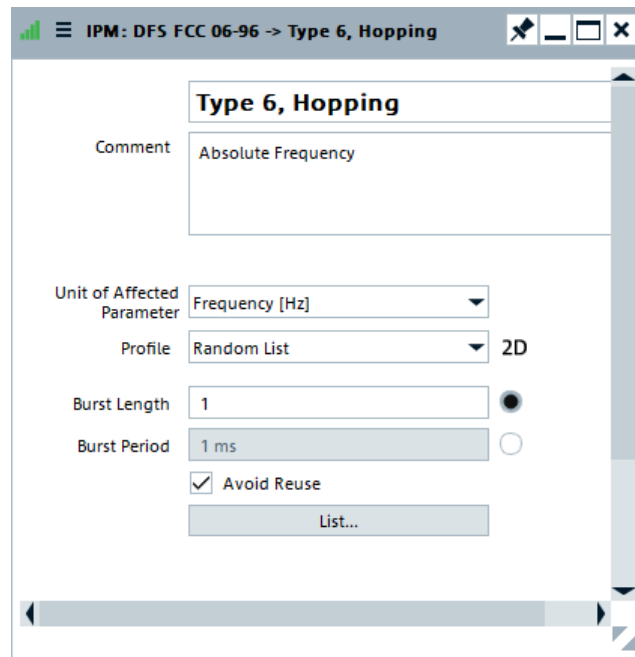 IPM: DFS FCC 06-96 -> Type 6, Hopping
Type 6, Hopping
Comment
Absolute Frequency
Unit of Affected
Parameter
Frequency [Hz]
Profile
Random List
2D
Burst Length
1
Burst Period
1 ms
Avoid Reuse
List...